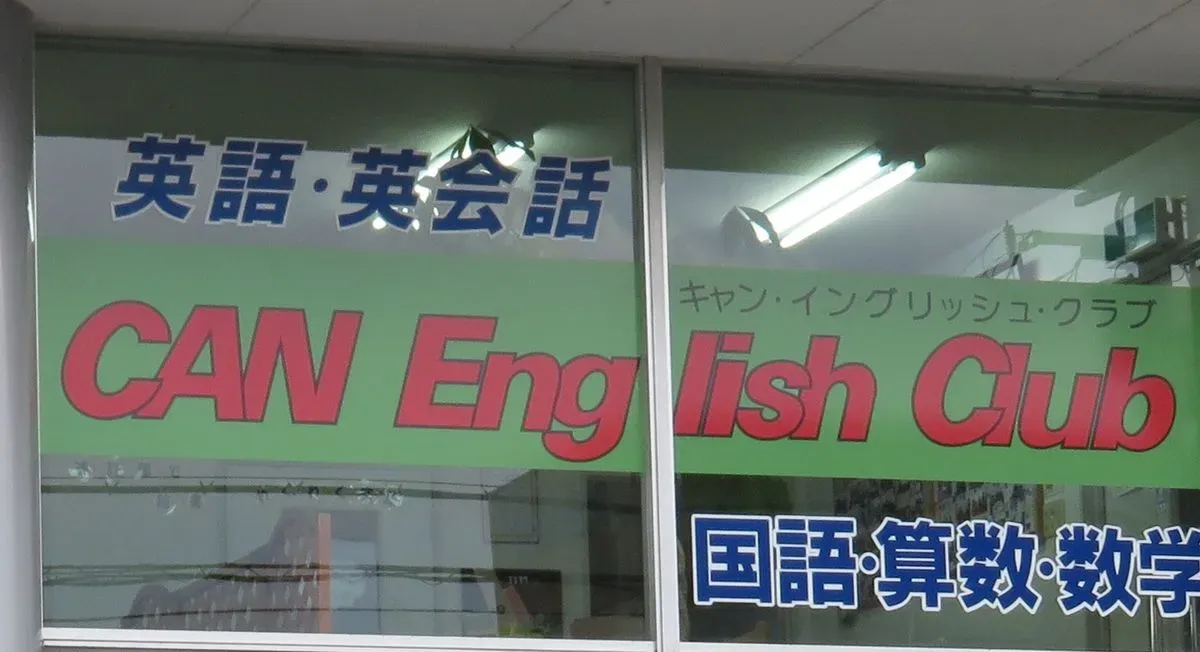 英語・英会話
キャン・イングリッシュ・クラブ
CAN English Club
国語・算数・数学